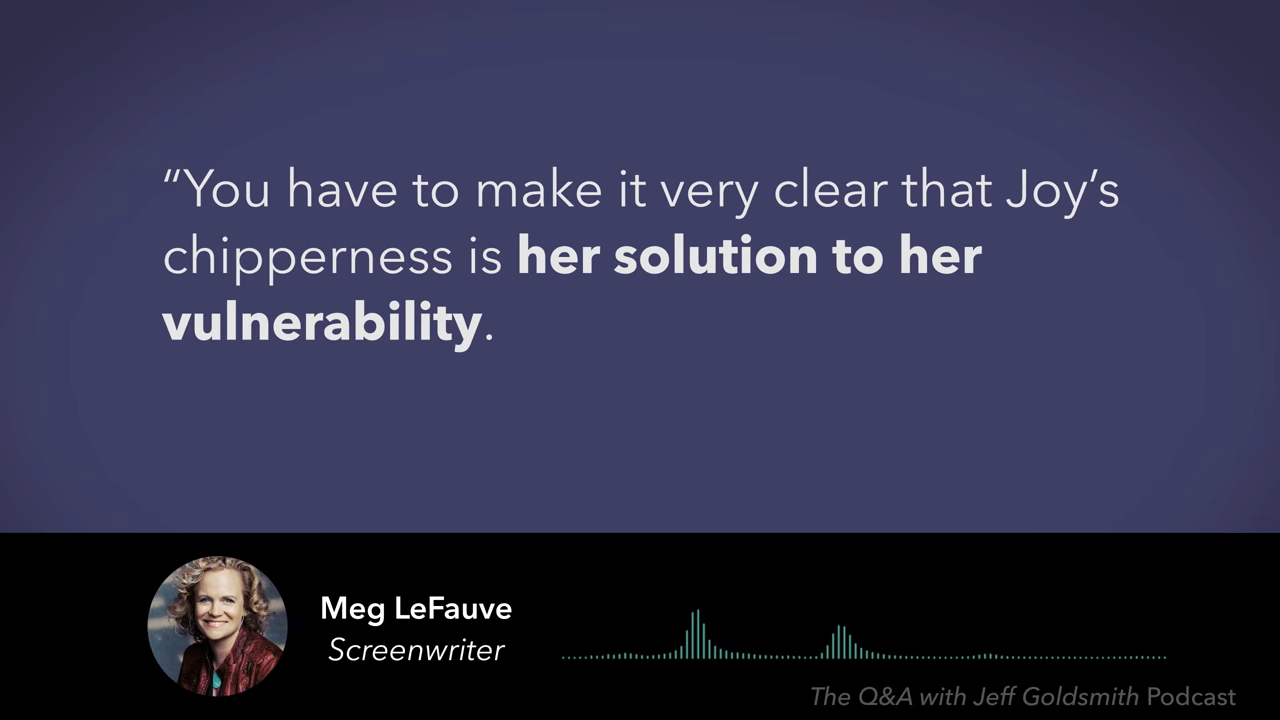 “You have to make it very clear that Joy’s
chipperness is her solution to her
vulnerability.
Meg LeFauve
Screenwriter
The Q&A with Jeff Goldsmith Podcast